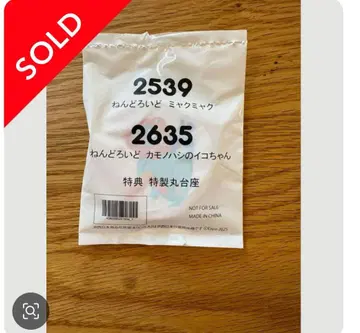 SOLD
2539
ねんどろいど ミャクミャク
2635
ねんどろいど カモノハシのイコちゃん
特典 特製丸台座
NOT FOR SALE
MADE IN CHINA